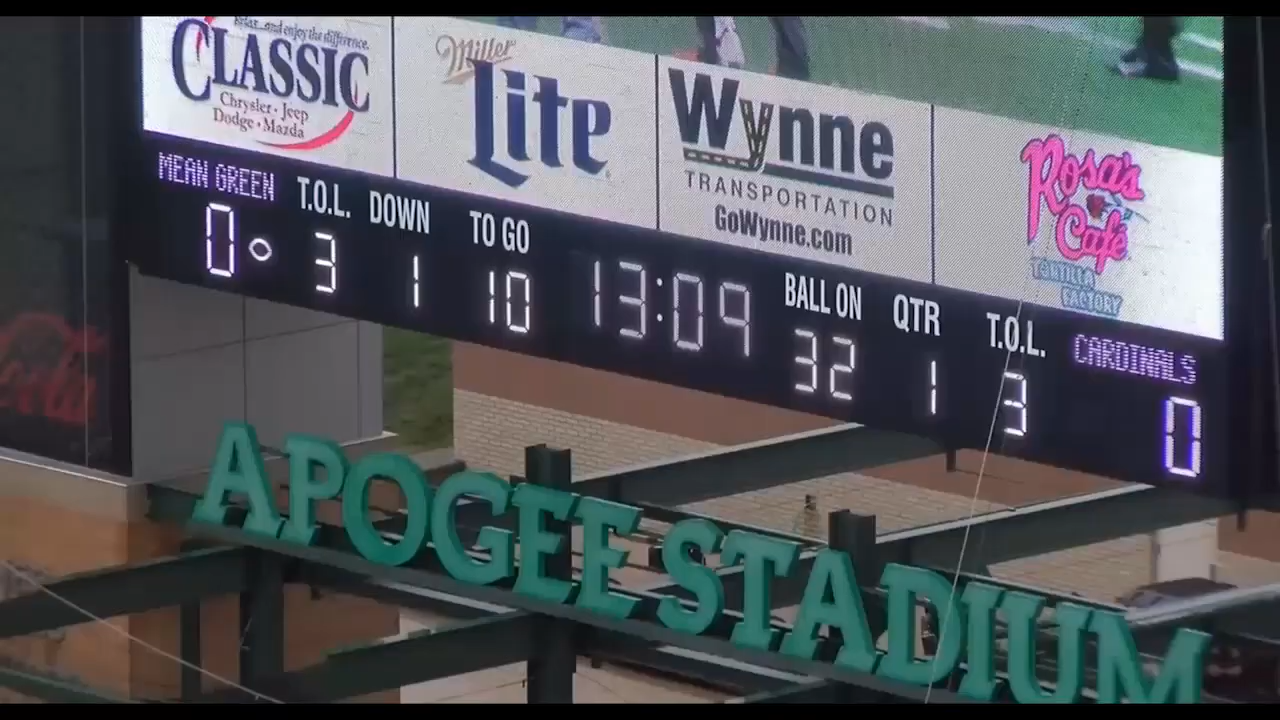 Relax...and enjoy the difference.
CLASSIC
Chrysler • Jeep
Dodge • Mazda
Miller
Lite
Wynne
TRANSPORTATION
GoWynne.com
Rosa's
Café
TORTILLA
FACTORY
MEAN GREEN T.O.L. DOWN TO GO BALL ON QTR T.O.L. CARDINALS
0 3 1 10 13:09 32 1 3 0
APOGEE STADIUM